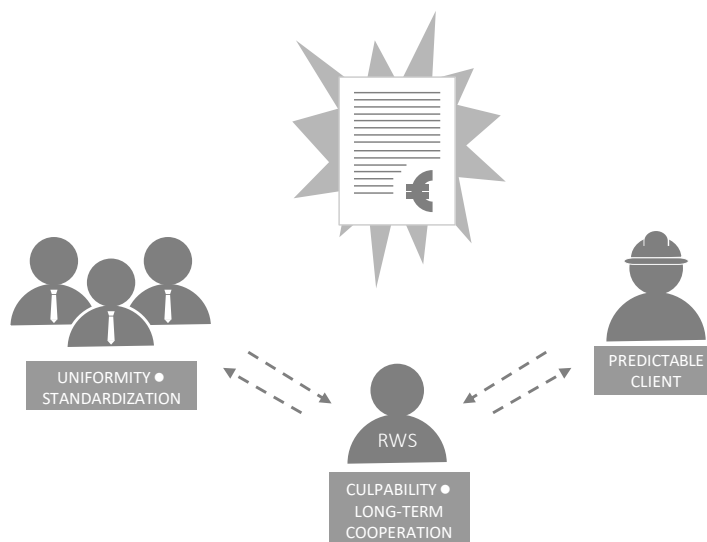 UNIFORMITY ●
STANDARDIZATION
PREDICTABLE
CLIENT
RWS
CULPABILITY ●
LONG-TERM
COOPERATION
€